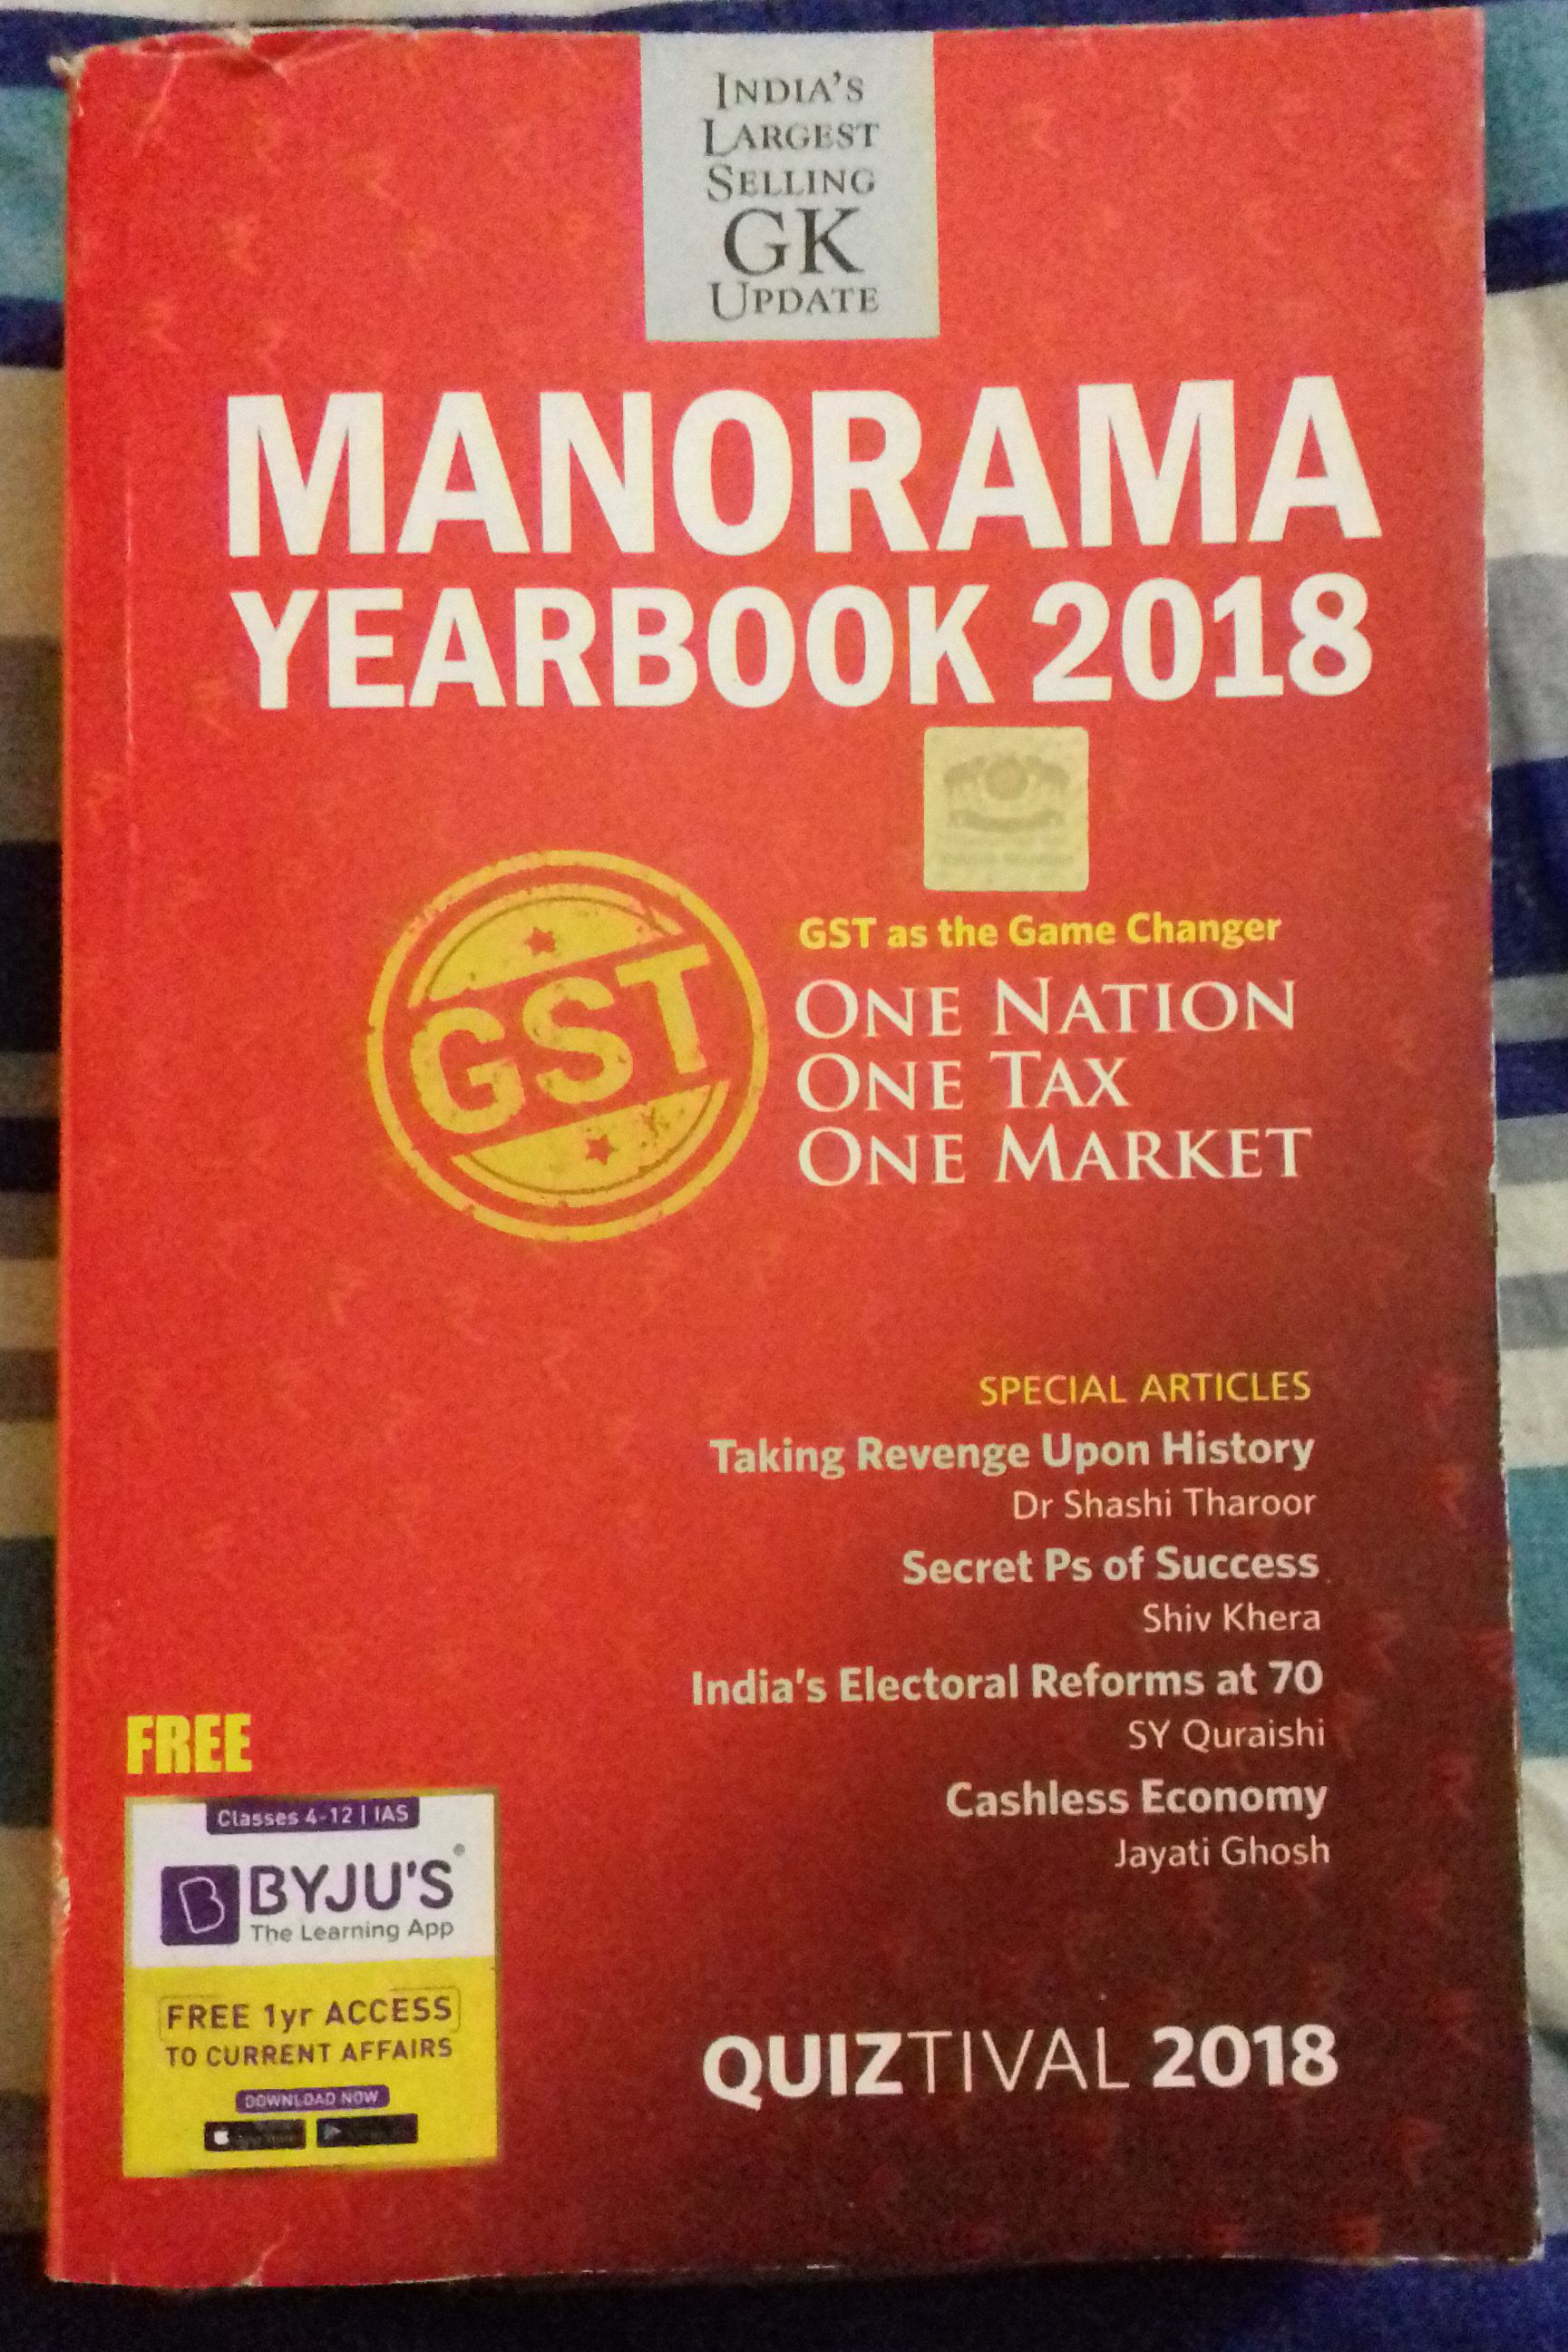 INDIA'S
LARGEST
SELLING
GK
UPDATE
MANORAMA
YEARBOOK 2018
GST as the Game Changer
GST
ONE NATION
ONE TAX
ONE MARKET
SPECIAL ARTICLES
Taking Revenge Upon History
Dr Shashi Tharoor
Secret Ps of Success
Shiv Khera
India's Electoral Reforms at 70
SY Quraishi
Cashless Economy
Jayati Ghosh
FREE
Classes 4-12 | IAS
B BYJU'S
The Learning App
FREE 1yr ACCESS
TO CURRENT AFFAIRS
DOWNLOAD NOW
QUIZTIVAL 2018